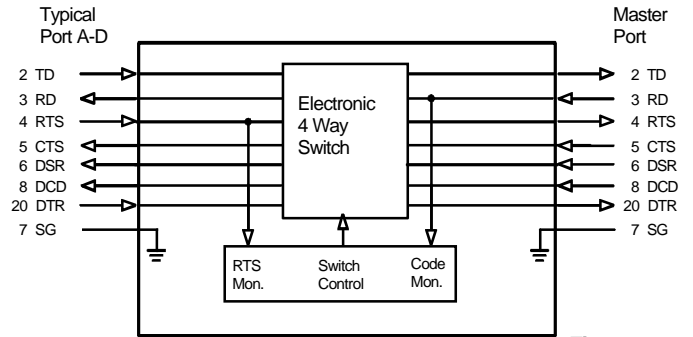 Typical
Port A-D
Master
Port
2 TD
3 RD
4 RTS
5 CTS
6 DSR
8 DCD
20 DTR
7 SG
Electronic
4 Way
Switch
RTS
Mon.
Switch
Control
Code
Mon.
2 TD
3 RD
4 RTS
5 CTS
6 DSR
8 DCD
20 DTR
7 SG